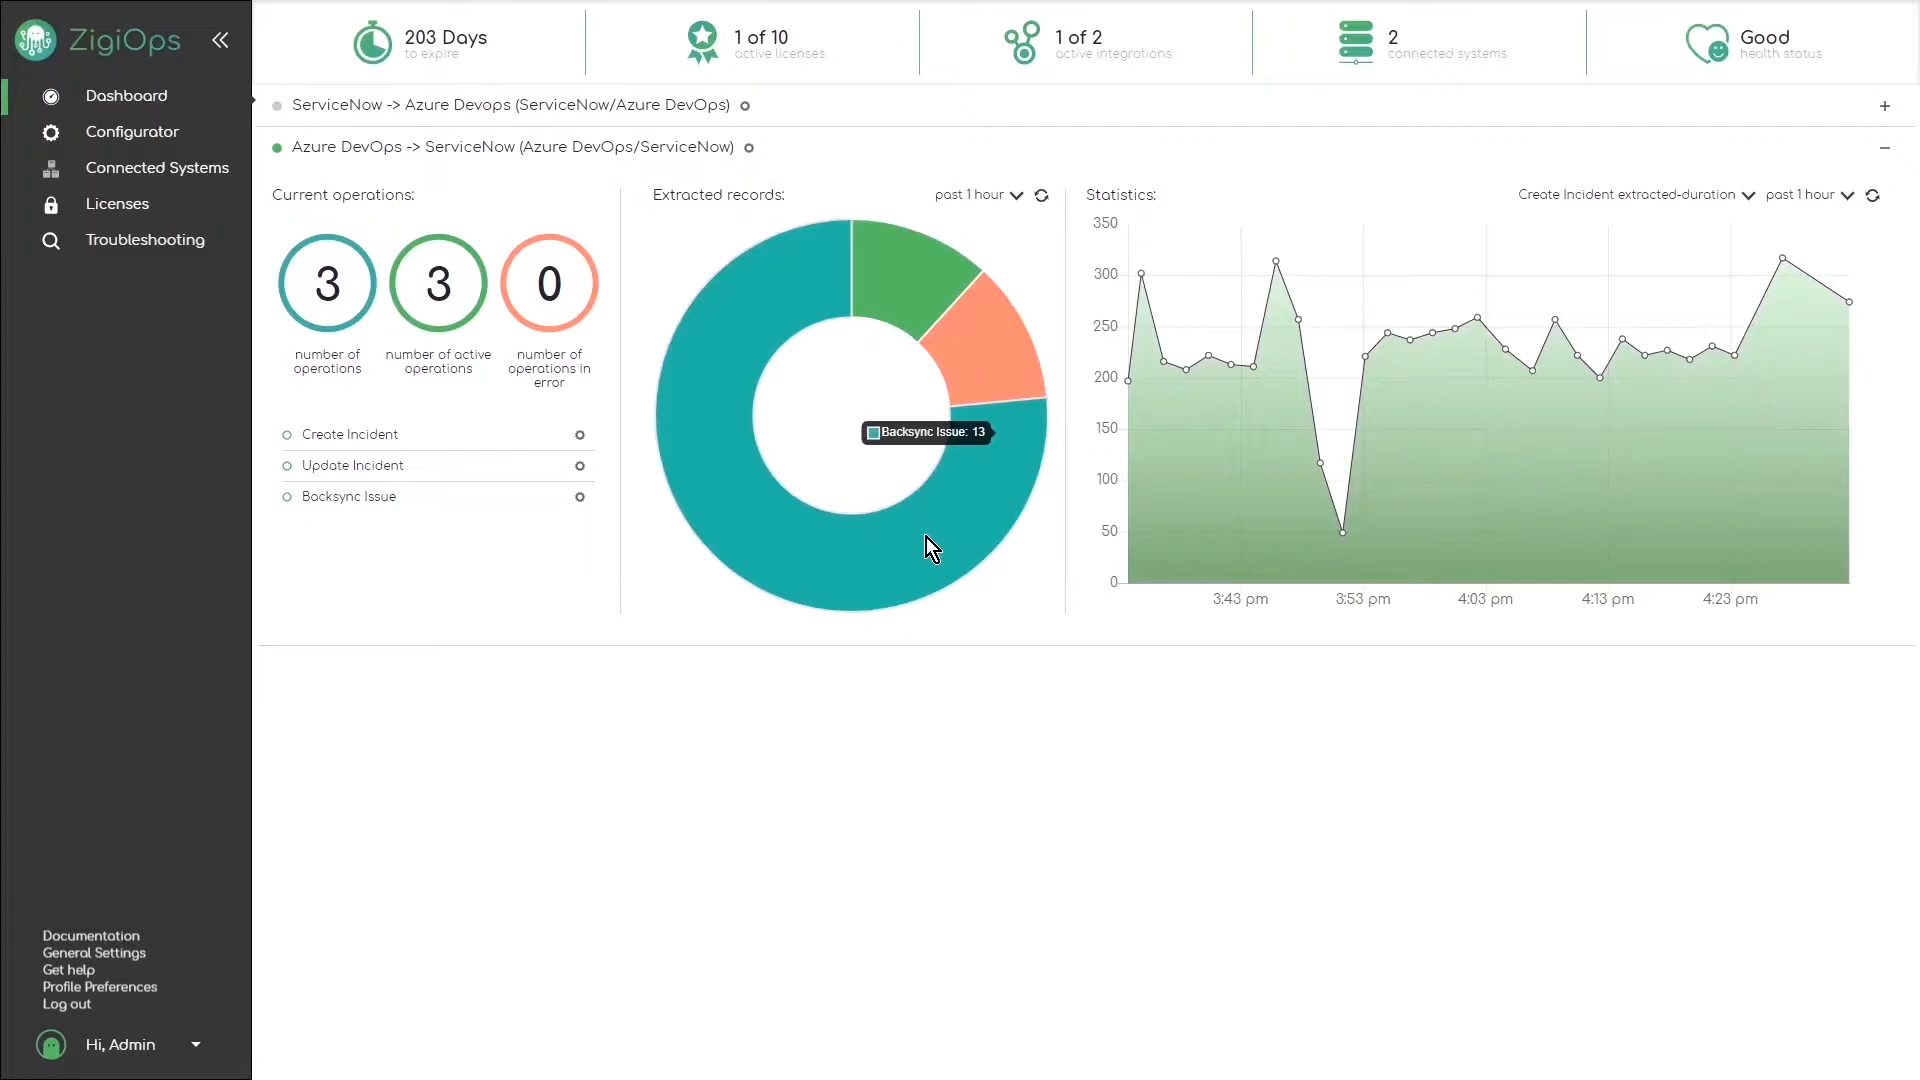 ZigiOps
Dashboard
Configurator
Connected Systems
Licenses
Troubleshooting
Documentation
General Settings
Get help
Profile Preferences
Log out
Hi, Admin
203 Days
to expire
1 of 10
active licenses
1 of 2
active integrations
2
connected systems
Good
health status
ServiceNow -> Azure Devops (ServiceNow/Azure DevOps)
Azure DevOps -> ServiceNow (Azure DevOps/ServiceNow)
Current operations:
3
3
0
number of
operations
number of active
operations
number of
operations in
error
Create Incident
Update Incident
Backsync Issue
Extracted records:
past 1 hour
Backsync Issue: 13
Statistics:
Create Incident extracted-duration
past 1 hour
350
300
250
200
150
100
50
0
3:43 pm
3:53 pm
4:03 pm
4:13 pm
4:23 pm